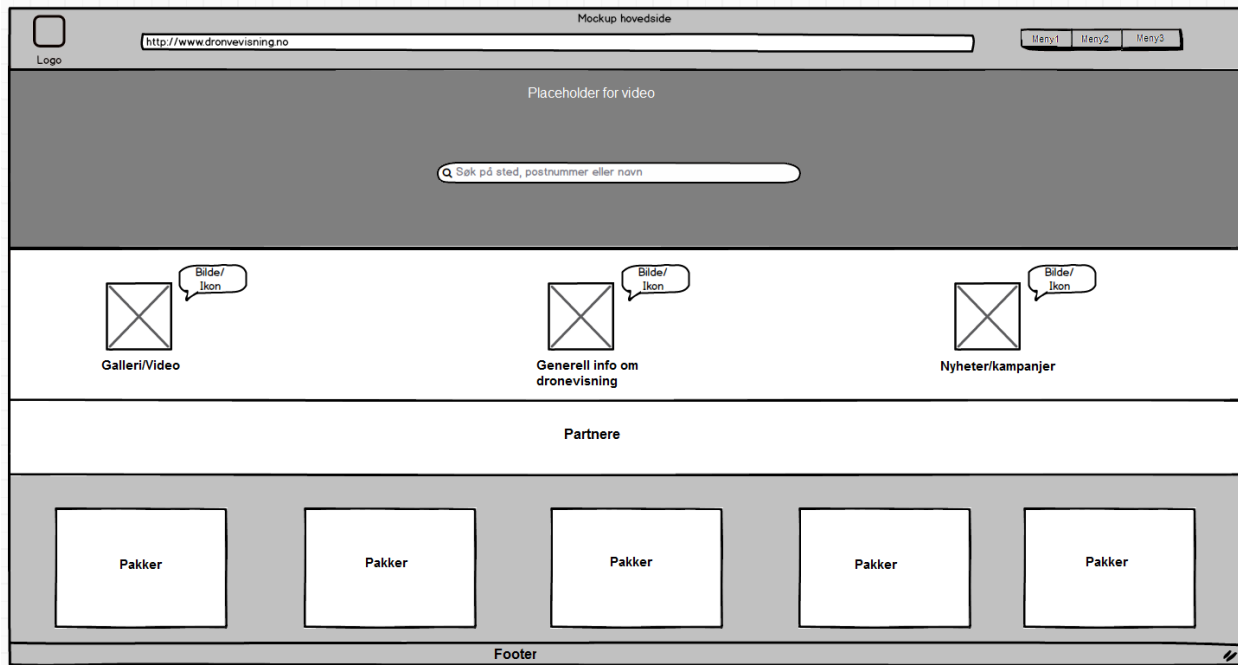 Mockup hovedside
Logo
http://www.dronvevisning.no
Meny1 Meny2 Meny3
Placeholder for video
Søk på sted, postnummer eller navn
Bilde/
Ikon
Bilde/
Ikon
Bilde/
Ikon
Galleri/Video
Generell info om
dronevisning
Nyheter/kampanjer
Partnere
Pakker
Pakker
Pakker
Pakker
Pakker
Footer